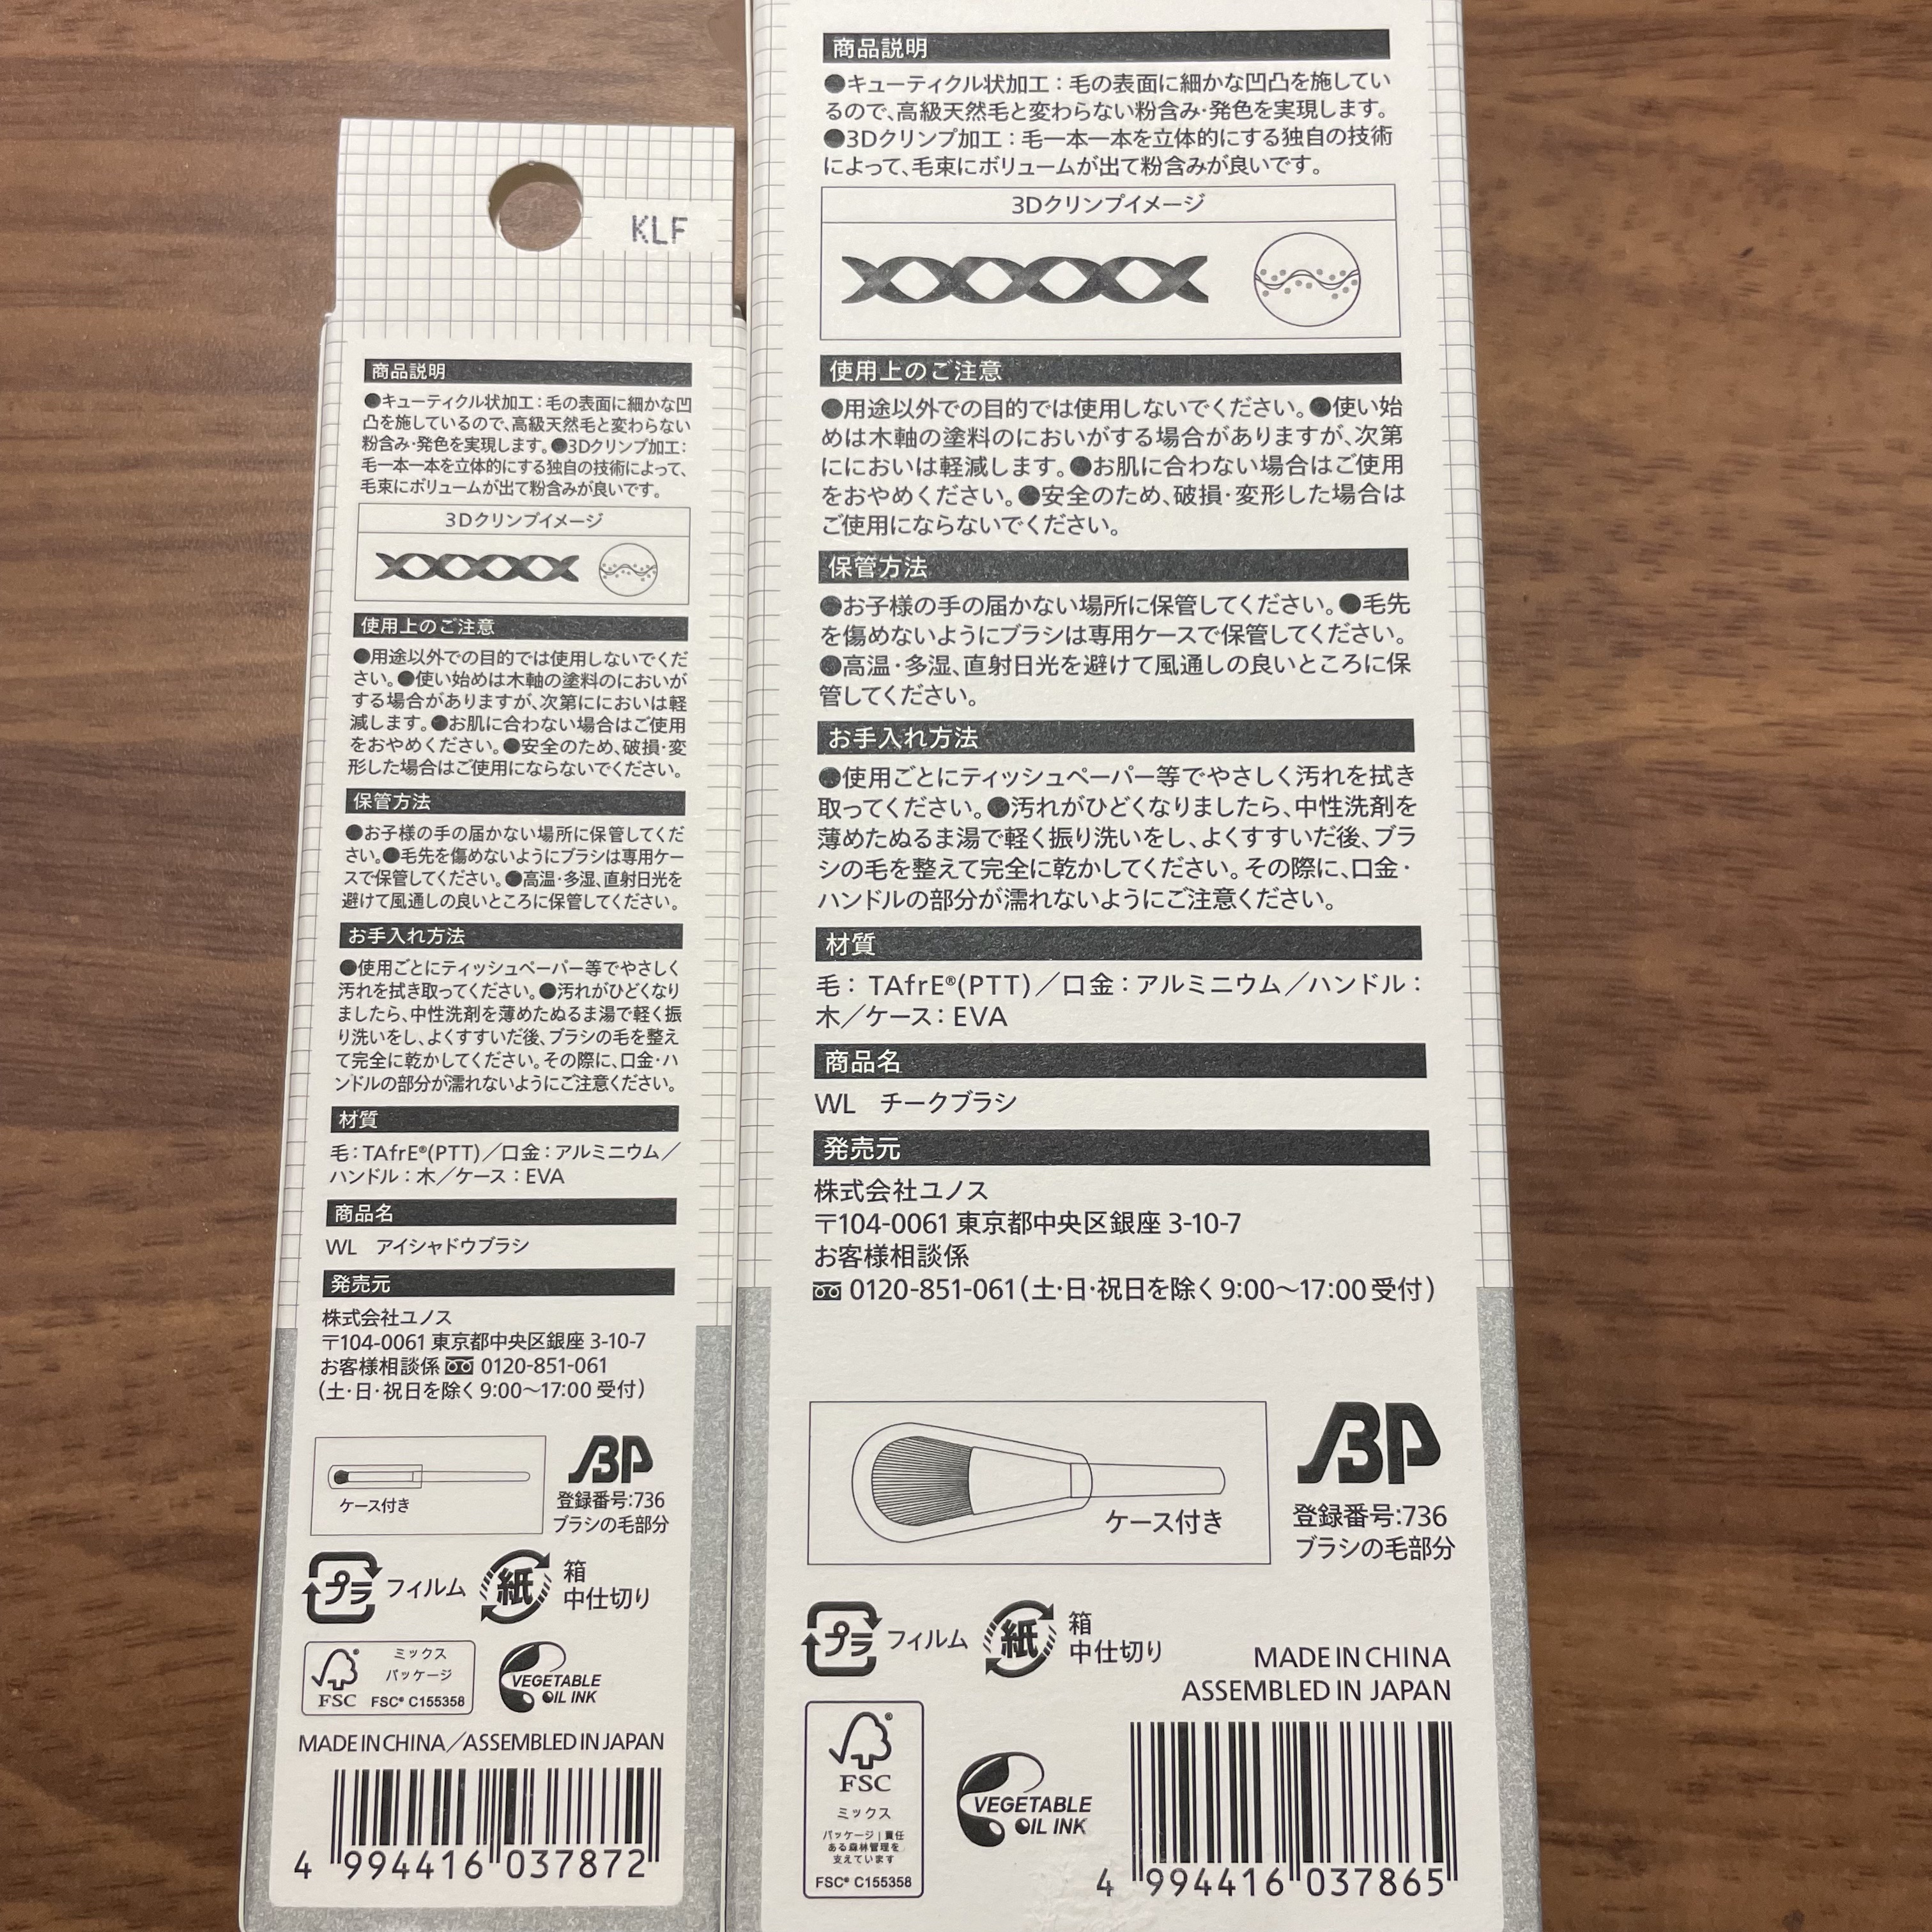 KLF
商品説明
●キューティクル状加工：毛の表面に細かな凹
凸を施しているので、高級天然毛と変わらない
粉含み・発色を実現します。●3Dクリンプ加工：
毛一本一本を立体的にする独自の技術によって、
毛束にボリュームが出て粉含みが良いです。
3Dクリンプイメージ
使用上のご注意
●用途以外での目的では使用しないでくだ
さい。●使い始めは木軸の塗料のにおいが
する場合がありますが、次第ににおいは軽
減します。●お肌に合わない場合はご使用
をおやめください。●安全のため、破損・変
形した場合はご使用にならないでください。
保管方法
●お子様の手の届かない場所に保管してくだ
さい。●毛先を傷めないようにブラシは専用ケー
スで保管してください。●高温・多湿、直射日光を
避けて風通しの良いところに保管してください。
お手入れ方法
●使用ごとにティッシュペーパー等でやさしく
汚れを拭き取ってください。●汚れがひどくなり
ましたら、中性洗剤を薄めたぬるま湯で軽く振
り洗いをし、よくすすいだ後、ブラシの毛を整え
て完全に乾かしてください。その際に、口金・ハ
ンドルの部分が濡れないようにご注意ください。
材質
毛：TAfrE®(PTT)／口金：アルミニウム／
ハンドル：木／ケース：EVA
商品名
WL　アイシャドウブラシ
発売元
株式会社ユノス
〒104-0061 東京都中央区銀座 3-10-7
お客様相談係 0120-851-061
(土・日・祝日を除く 9:00～17:00 受付)
ケース付き
ABP
登録番号:736
ブラシの毛部分
プラ フィルム
紙 箱
中仕切り
ミックス
パッケージ
FSC FSC® C155358
VEGETABLE
OIL INK
MADE IN CHINA／ASSEMBLED IN JAPAN
4 994416 037872
商品説明
●キューティクル状加工：毛の表面に細かな凹凸を施してい
るので、高級天然毛と変わらない粉含み・発色を実現します。
●3Dクリンプ加工：毛一本一本を立体的にする独自の技術
によって、毛束にボリュームが出て粉含みが良いです。
3Dクリンプイメージ
使用上のご注意
●用途以外での目的では使用しないでください。●使い始
めは木軸の塗料のにおいがする場合がありますが、次第
ににおいは軽減します。●お肌に合わない場合はご使用
をおやめください。●安全のため、破損・変形した場合は
ご使用にならないでください。
保管方法
●お子様の手の届かない場所に保管してください。●毛先
を傷めないようにブラシは専用ケースで保管してください。
●高温・多湿、直射日光を避けて風通しの良いところに保
管してください。
お手入れ方法
●使用ごとにティッシュペーパー等でやさしく汚れを拭き
取ってください。●汚れがひどくなりましたら、中性洗剤を
薄めたぬるま湯で軽く振り洗いをし、よくすすいだ後、ブラ
シの毛を整えて完全に乾かしてください。その際に、口金・
ハンドルの部分が濡れないようにご注意ください。
材質
毛：TAfrE®(PTT)／口金：アルミニウム／ハンドル：
木／ケース：EVA
商品名
WL　チークブラシ
発売元
株式会社ユノス
〒104-0061 東京都中央区銀座 3-10-7
お客様相談係
0120-851-061(土・日・祝日を除く 9:00～17:00 受付)
ケース付き
ABP
登録番号:736
ブラシの毛部分
プラ フィルム
紙 箱
中仕切り
MADE IN CHINA
ASSEMBLED IN JAPAN
®
FSC
ミックス
パッケージ｜責任
ある森林管理を
支えています
FSC® C155358
VEGETABLE
OIL INK
4 994416 037865